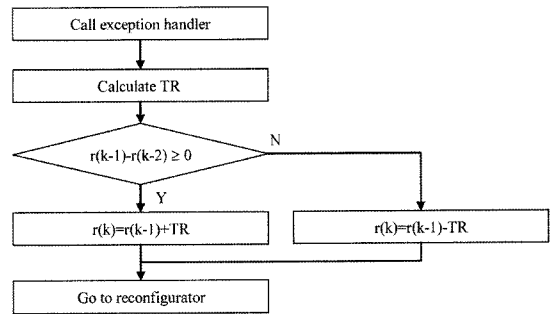 Call exception handler
Calculate TR
r(k-1)-r(k-2) ≥ 0
N
Y
r(k)=r(k-1)+TR
r(k)=r(k-1)-TR
Go to reconfigurator